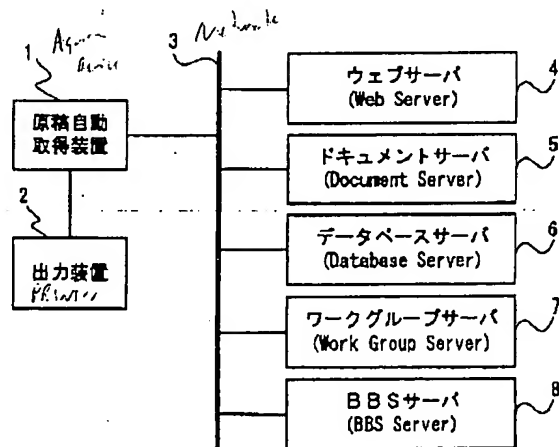 1
3
原稿自動
取得装置
2
出力装置
PRINTER
ウェブサーバ
(Web Server)
4
ドキュメントサーバ
(Document Server)
5
データベースサーバ
(Database Server)
6
ワークグループサーバ
(Work Group Server)
7
BBSサーバ
(BBS Server)
8